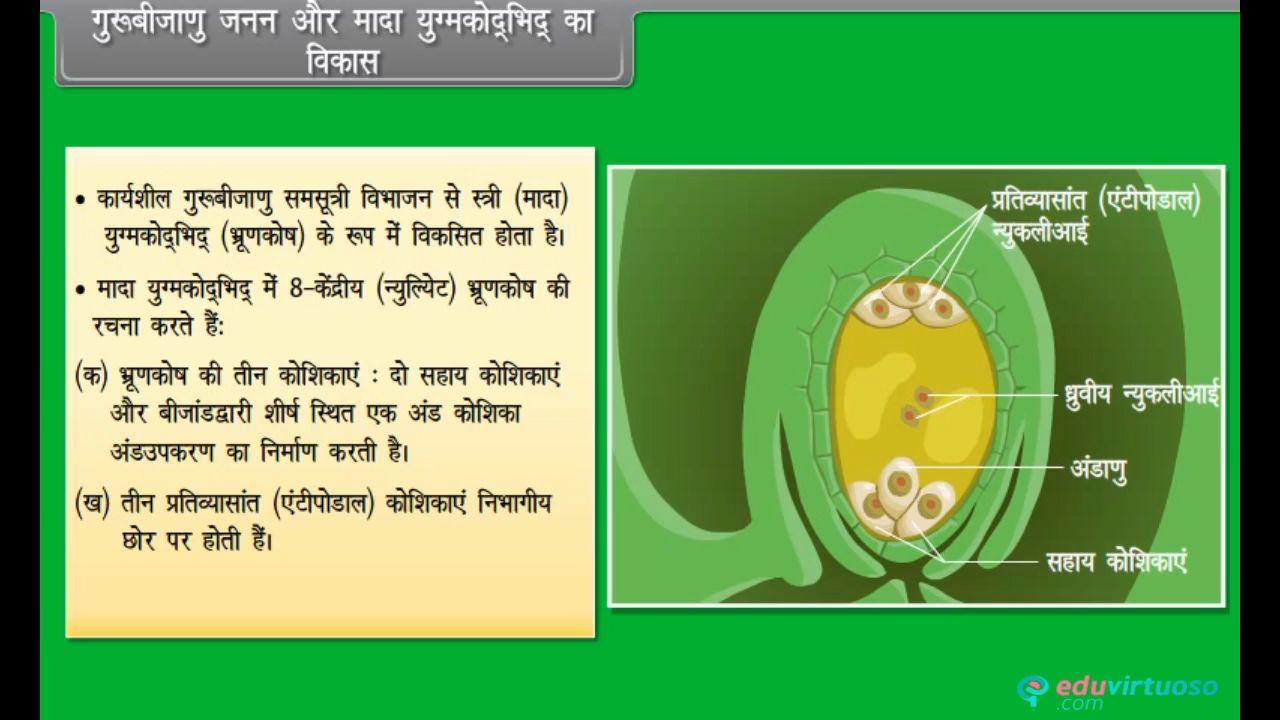 गुरूबीजाणु जनन और मादा युग्मकोद्भिद् का
विकास
• कार्यशील गुरूबीजाणु समसूत्री विभाजन से स्त्री (मादा)
युग्मकोद्भिद् (भ्रूणकोष) के रूप में विकसित होता है।
• मादा युग्मकोद्भिद् में 8-केंद्रीय (न्युल्यिेट) भ्रूणकोष की
रचना करते हैं:
(क) भ्रूणकोष की तीन कोशिकाएं : दो सहाय कोशिकाएं
और बीजांडद्वारी शीर्ष स्थित एक अंड कोशिका
अंडउपकरण का निर्माण करती है।
(ख) तीन प्रतिव्यासांत (एंटीपोडाल) कोशिकाएं निभागीय
छोर पर होती हैं।
प्रतिव्यासांत (एंटीपोडाल)
न्युकलीआई
ध्रुवीय न्युकलीआई
अंडाणु
सहाय कोशिकाएं
eduvirtuoso
.com